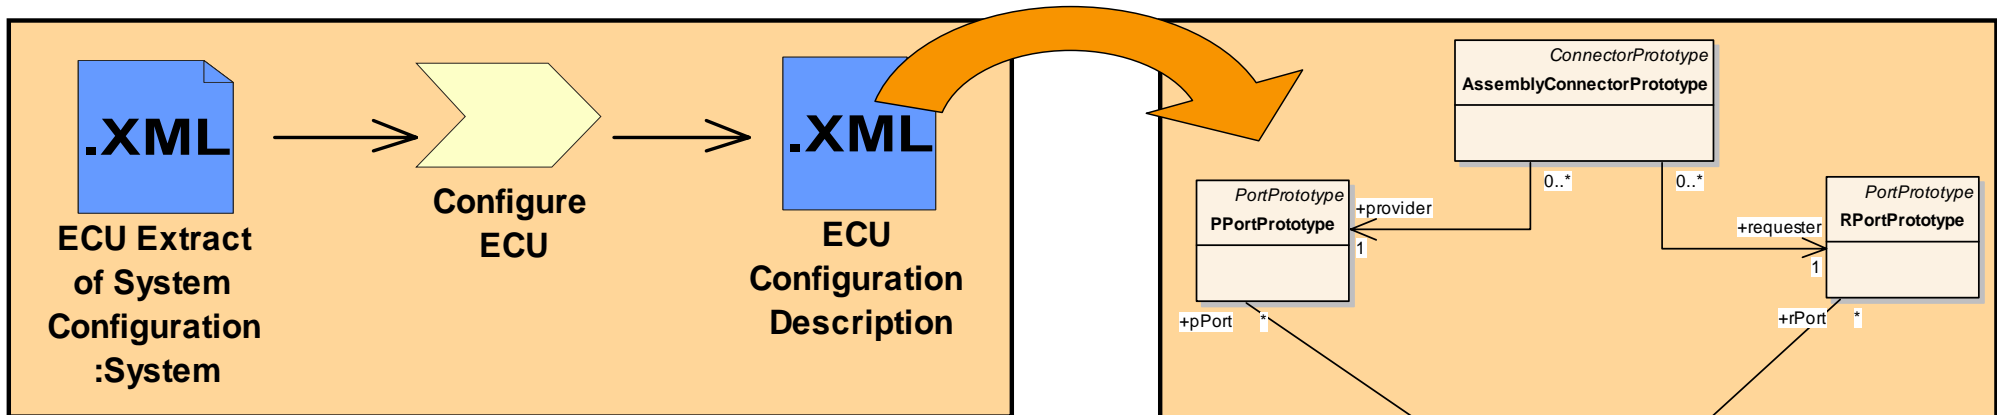 .XML
ECU Extract
of System
Configuration
:System
Configure
ECU
.XML
ECU
Configuration
Description
ConnectorPrototype
AssemblyConnectorPrototype
0..*
0..*
PortPrototype
PPortPrototype
+provider
1
PortPrototype
RPortPrototype
+requester
1
+pPort
*
+rPort
*